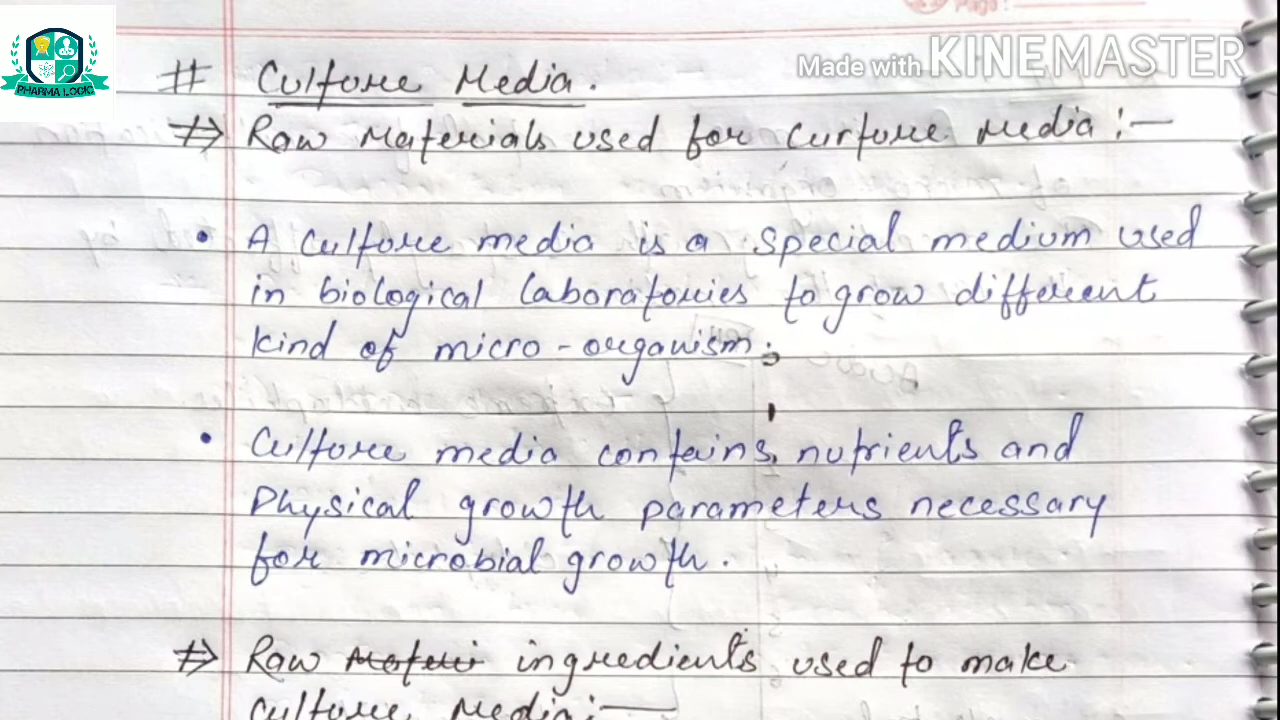 Page:
PHARMA LOGIC
Made with KINEMASTER
# Culture Media.
⇒ Raw Materials used for Curture Media :-
• A Culture media is a special medium used
in biological laboratories to grow different
kind of micro-organism.
• Culture media contains nutrients and
Physical growth parameters necessary
for microbial growth.
⇒ Raw Materi ingredients used to make
Culture Media:-